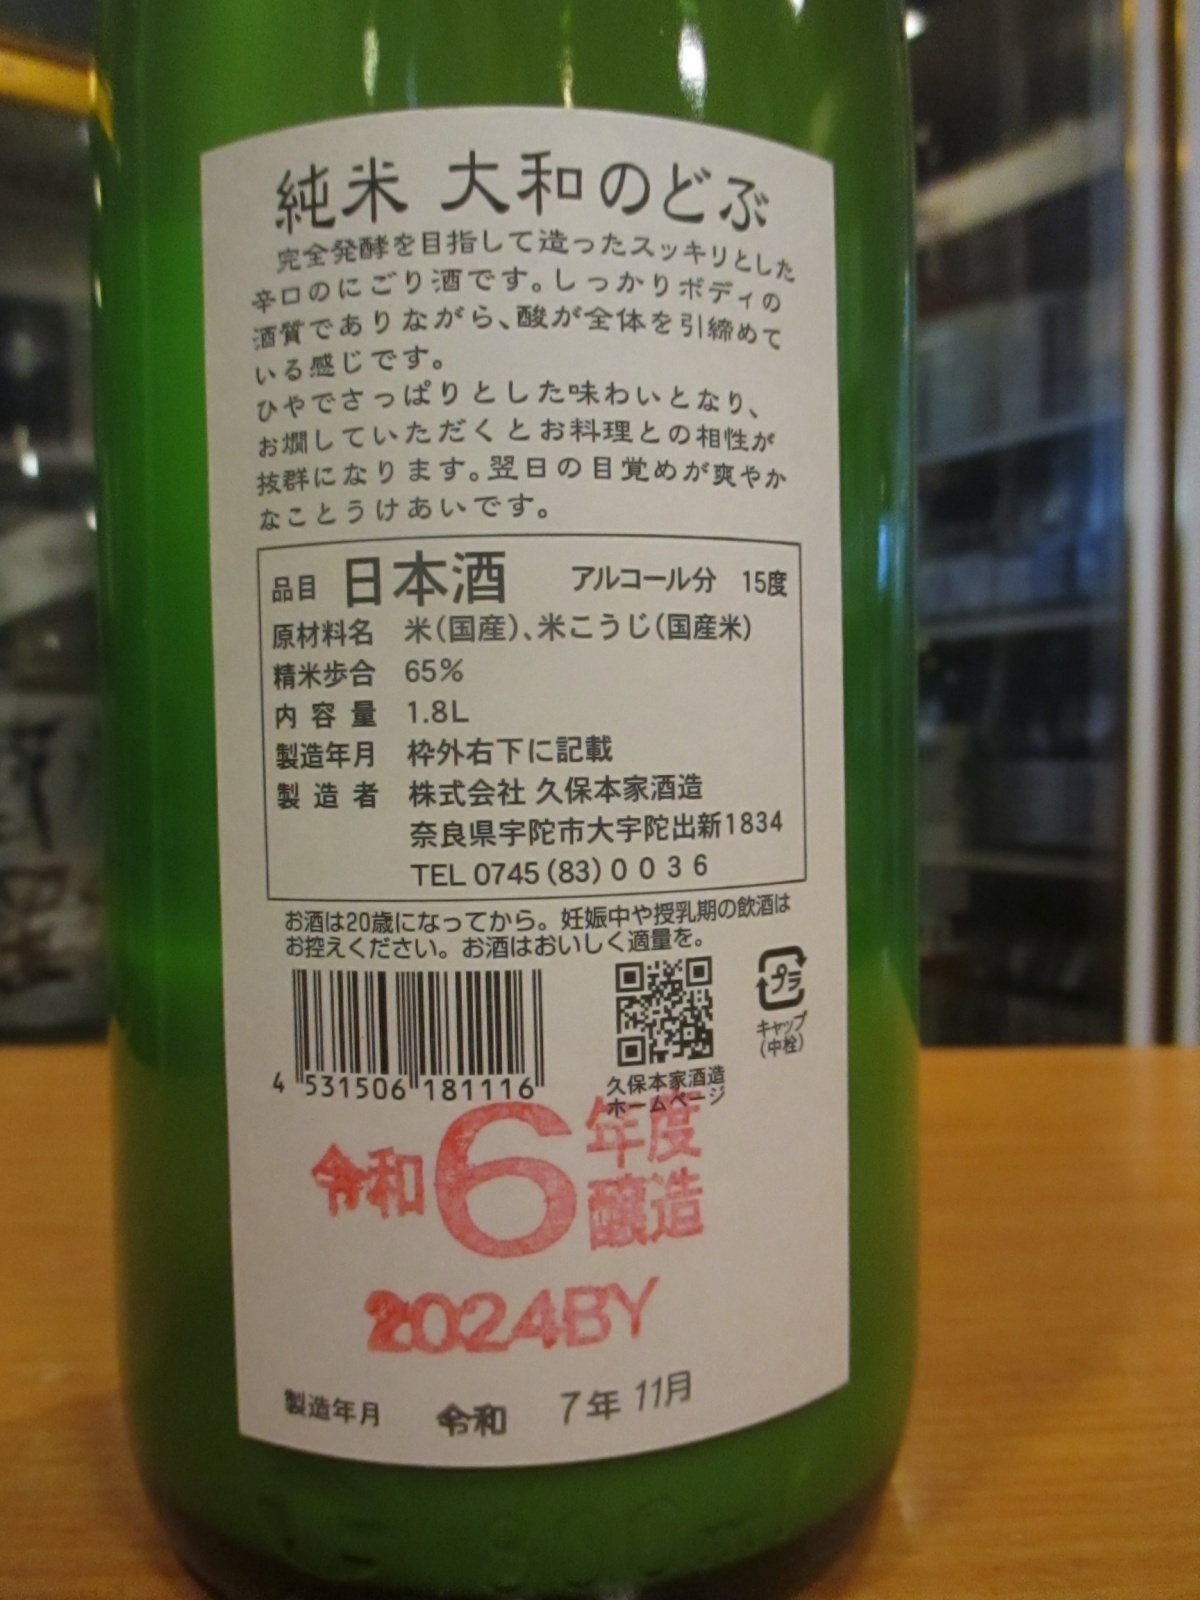 純米 大和のどぶ
完全発酵を目指して造ったスッキリとした
辛口のにごり酒です。しっかりボディの
酒質でありながら、酸が全体を引締めて
いる感じです。
ひやでさっぱりとした味わいとなり、
お燗していただくとお料理との相性が
抜群になります。翌日の目覚めが爽やか
なことうけあいです。
品目 日本酒 アルコール分 15度
原材料名 米(国産)、米こうじ(国産米)
精米歩合 65%
内容量 1.8L
製造年月 枠外右下に記載
製造者 株式会社 久保本家酒造
奈良県宇陀市大宇陀出新1834
TEL 0745(83)0036
お酒は20歳になってから。妊娠中や授乳期の飲酒は
お控えください。お酒はおいしく適量を。
プラ
キャップ
(中栓)
4 531506 181116
久保本家酒造
ホームページ
令和6年度
醸造
2024BY
製造年月 令和 7年 11月